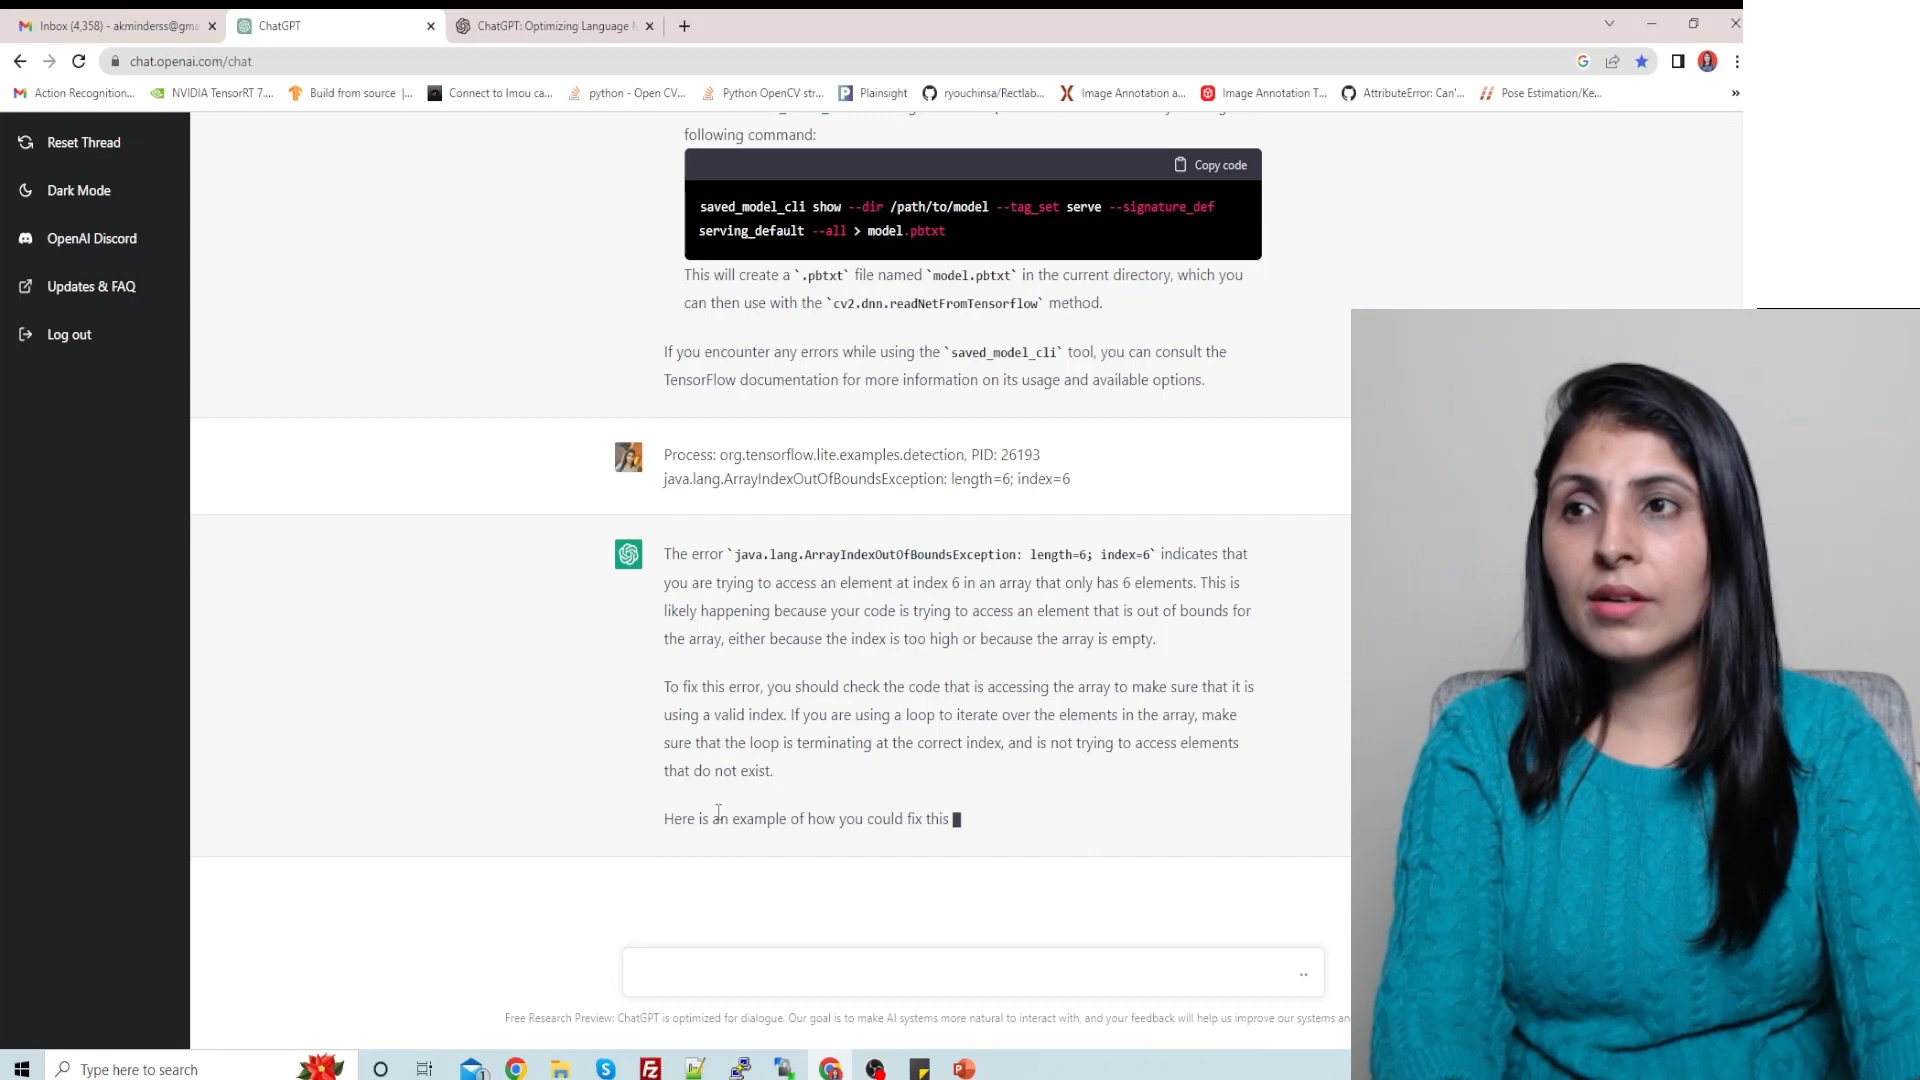 Inbox (4,358) - akminderss@gma
ChatGPT
ChatGPT: Optimizing Language
chat.openai.com/chat
Action Recognition...
NVIDIA TensorRT 7....
Build from source |...
Connect to Imou ca...
python - Open CV...
Python OpenCV str...
Plainsight
ryouchinsa/Rectlab...
Image Annotation a...
Image Annotation T...
AttributeError: Can'...
Pose Estimation/Ke...
»
Reset Thread
Dark Mode
OpenAI Discord
Updates & FAQ
Log out
following command:
Copy code
saved_model_cli show --dir /path/to/model --tag_set serve --signature_def
serving_default --all > model.pbtxt
This will create a `.pbtxt` file named `model.pbtxt` in the current directory, which you
can then use with the `cv2.dnn.readNetFromTensorflow` method.
If you encounter any errors while using the `saved_model_cli` tool, you can consult the
TensorFlow documentation for more information on its usage and available options.
Process: org.tensorflow.lite.examples.detection, PID: 26193
java.lang.ArrayIndexOutOfBoundsException: length=6; index=6
The error `java.lang.ArrayIndexOutOfBoundsException: length=6; index=6` indicates that
you are trying to access an element at index 6 in an array that only has 6 elements. This is
likely happening because your code is trying to access an element that is out of bounds for
the array, either because the index is too high or because the array is empty.
To fix this error, you should check the code that is accessing the array to make sure that it is
using a valid index. If you are using a loop to iterate over the elements in the array, make
sure that the loop is terminating at the correct index, and is not trying to access elements
that do not exist.
Here is an example of how you could fix this
Free Research Preview: ChatGPT is optimized for dialogue. Our goal is to make AI systems more natural to interact with, and your feedback will help us improve our systems an
Type here to search